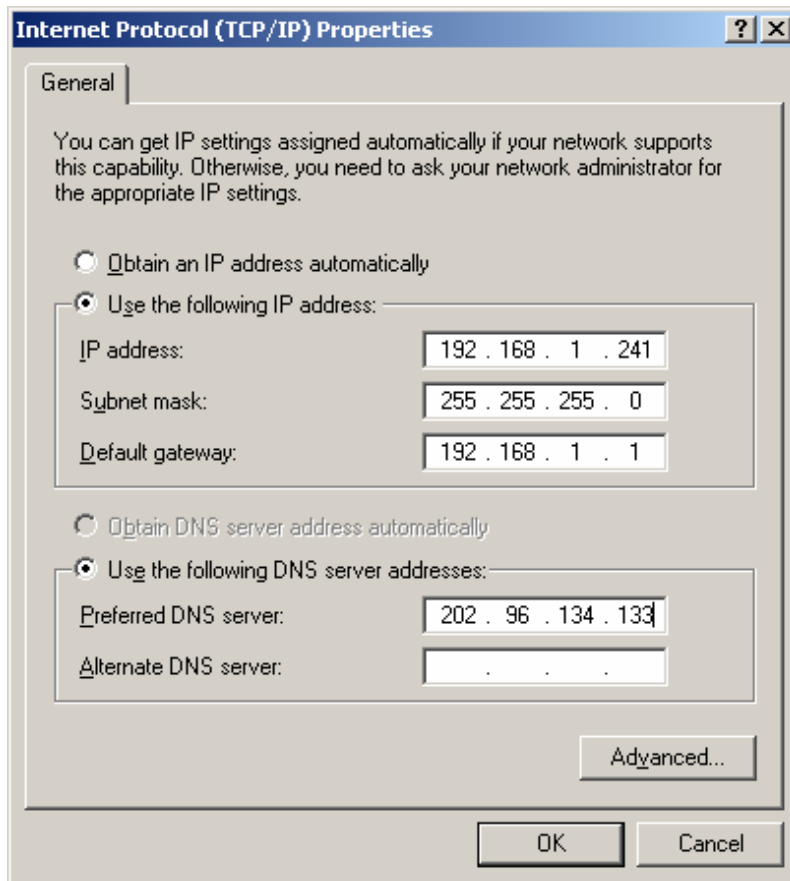 Internet Protocol (TCP/IP) Properties
General
You can get IP settings assigned automatically if your network supports
this capability. Otherwise, you need to ask your network administrator for
the appropriate IP settings.
Obtain an IP address automatically
Use the following IP address:
IP address: 192 . 168 . 1 . 241
Subnet mask: 255 . 255 . 255 . 0
Default gateway: 192 . 168 . 1 . 1
Obtain DNS server address automatically
Use the following DNS server addresses:
Preferred DNS server: 202 . 96 . 134 . 133
Alternate DNS server: . . .
Advanced...
OK Cancel